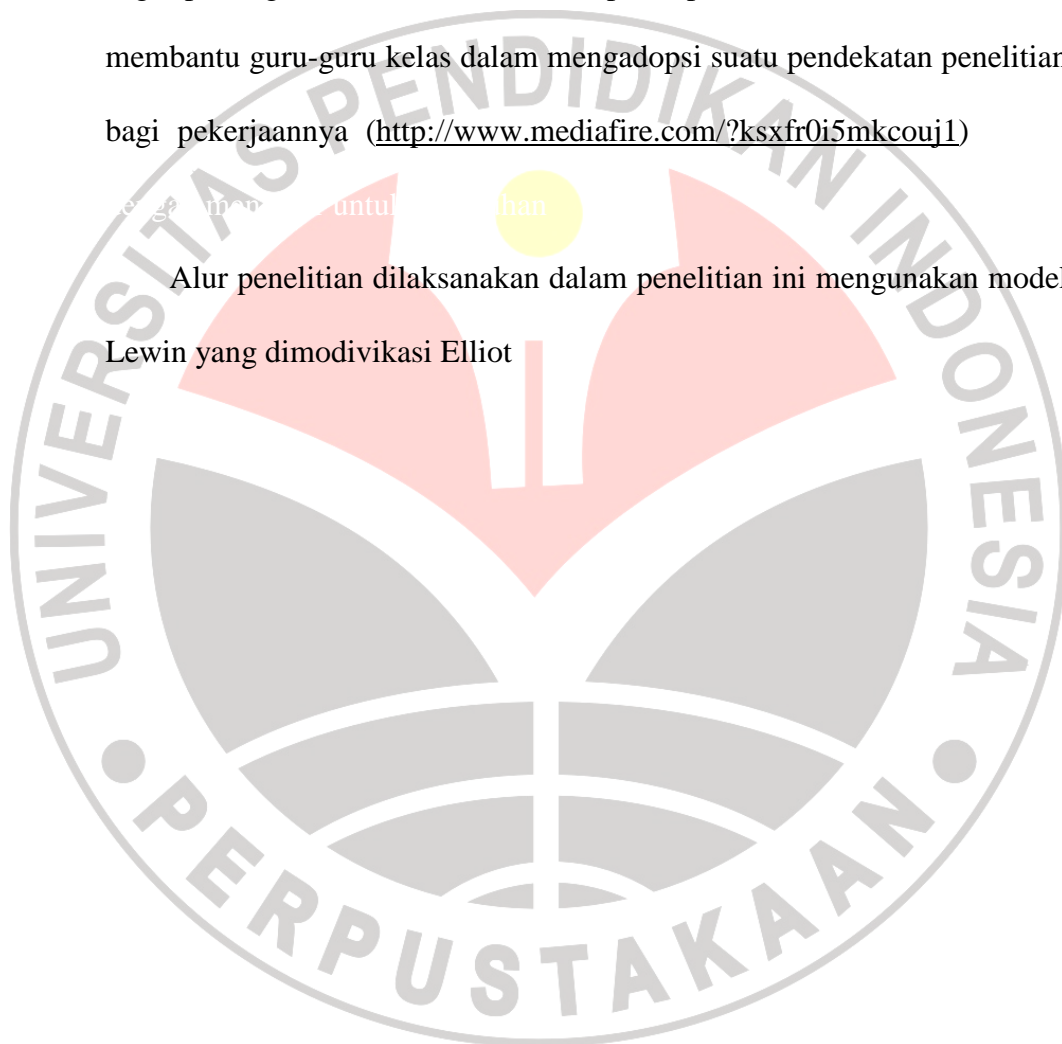 membantu guru-guru kelas dalam mengadopsi suatu pendekatan penelitian
bagi pekerjaannya (http://www.mediafire.com/?ksxfr0i5mkcouj1)
untuk
Alur penelitian dilaksanakan dalam penelitian ini mengunakan model
Lewin yang dimodivikasi Elliot
UNIVERSITAS PENDIDIKAN INDONESIA
PERPUSTAKAAN